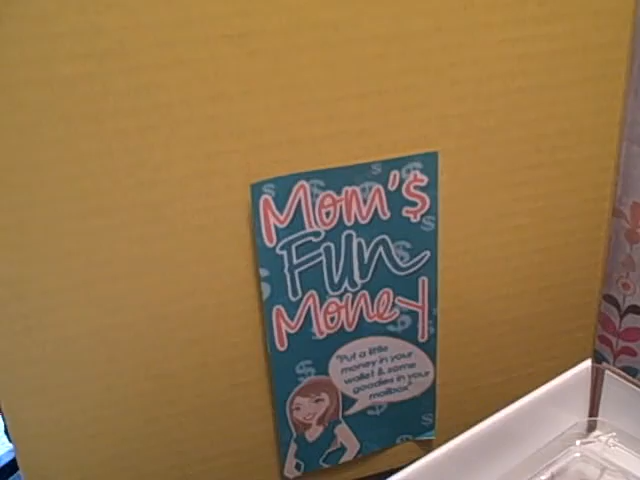 Mom'$
Fun
Money
"Put a little
money in your
wallet & some
goodies in your
mailbox"